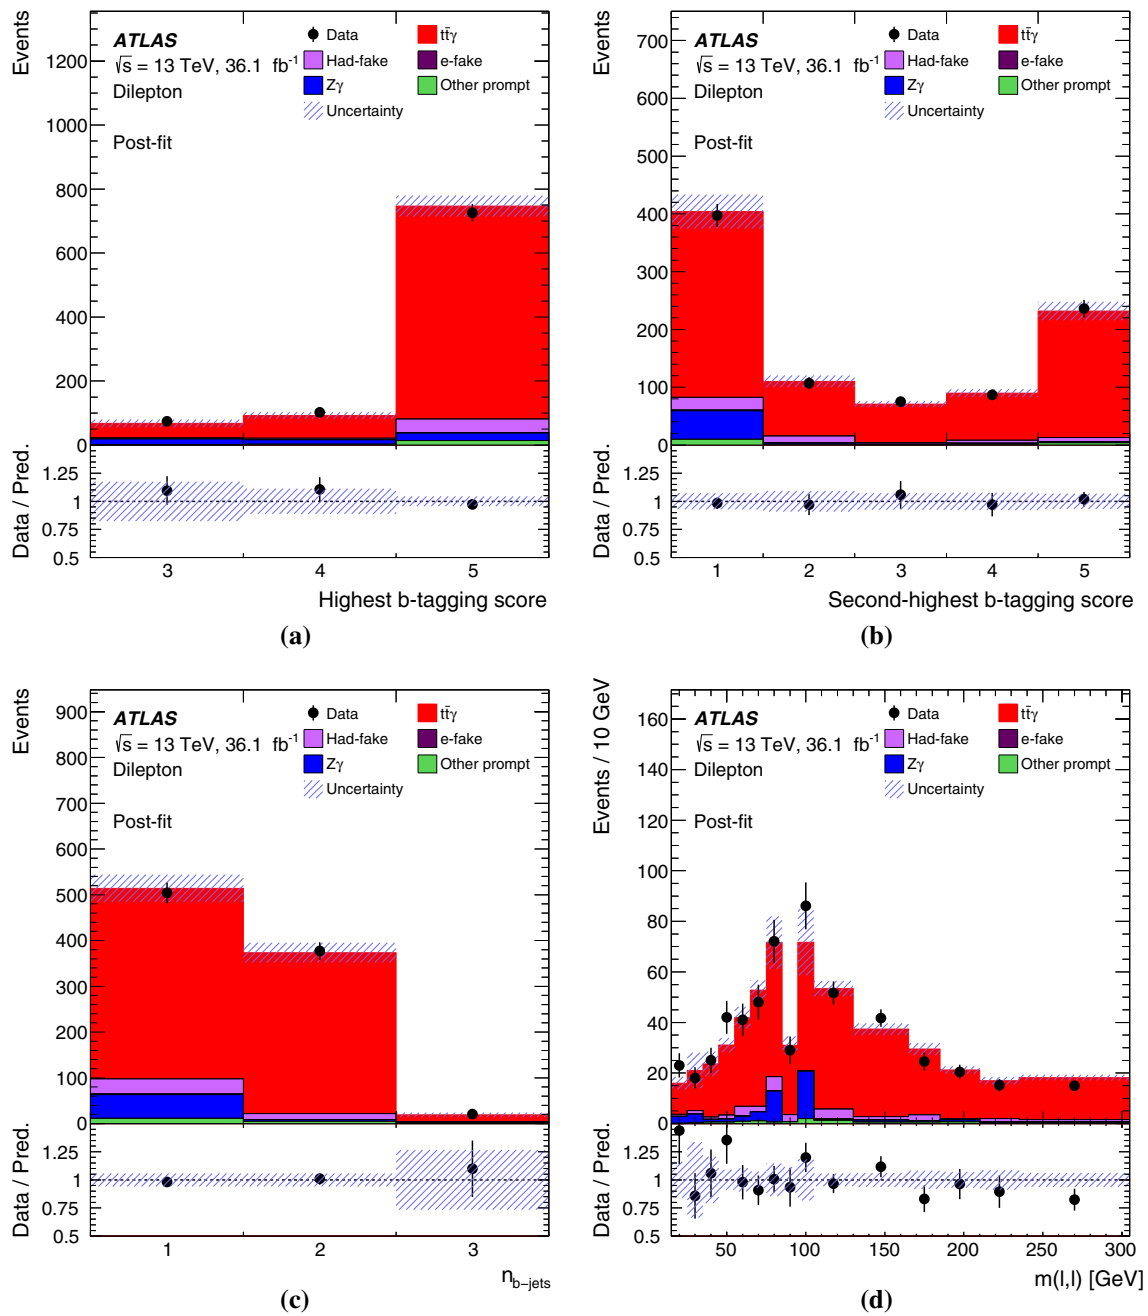 Events
1400
1200
1000
800
600
400
200
0
ATLAS
√s = 13 TeV, 36.1 fb⁻¹
Dilepton
Post-fit
Data
tt̄γ
Had-fake
e-fake
Zγ
Other prompt
Uncertainty
Data / Pred.
1.25
1
0.75
0.5
3 4 5
Highest b-tagging score
(a)
Events
700
600
500
400
300
200
100
0
ATLAS
√s = 13 TeV, 36.1 fb⁻¹
Dilepton
Post-fit
Data
tt̄γ
Had-fake
e-fake
Zγ
Other prompt
Uncertainty
Data / Pred.
1.25
1
0.75
0.5
1 2 3 4 5
Second-highest b-tagging score
(b)
Events
900
800
700
600
500
400
300
200
100
0
ATLAS
√s = 13 TeV, 36.1 fb⁻¹
Dilepton
Post-fit
Data
tt̄γ
Had-fake
e-fake
Zγ
Other prompt
Uncertainty
Data / Pred.
1.25
1
0.75
0.5
1 2 3
n b-jets
(c)
Events / 10 GeV
160
140
120
100
80
60
40
20
0
ATLAS
√s = 13 TeV, 36.1 fb⁻¹
Dilepton
Post-fit
Data
tt̄γ
Had-fake
e-fake
Zγ
Other prompt
Uncertainty
Data / Pred.
1.25
1
0.75
0.5
50 100 150 200 250 300
m(l,l) [GeV]
(d)